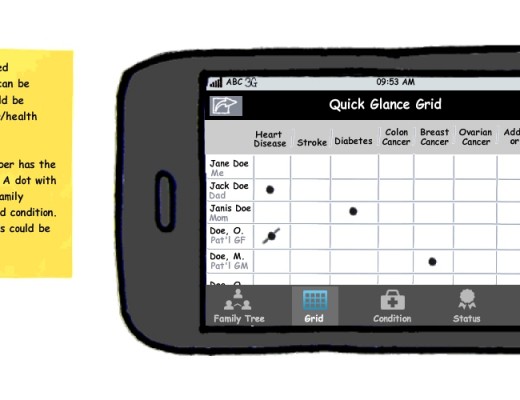 ed
can be
ld be
/health
ber has the
A dot with
amily
d condition.
s could be
ABC 3G
09:53 AM
Quick Glance Grid
Heart Disease
Stroke
Diabetes
Colon Cancer
Breast Cancer
Ovarian Cancer
Add
or
Jane Doe
Me
Jack Doe
Dad
Janis Doe
Mom
Doe, O.
Pat'l GF
Doe, M.
Pat'l GM
Family Tree
Grid
Condition
Status